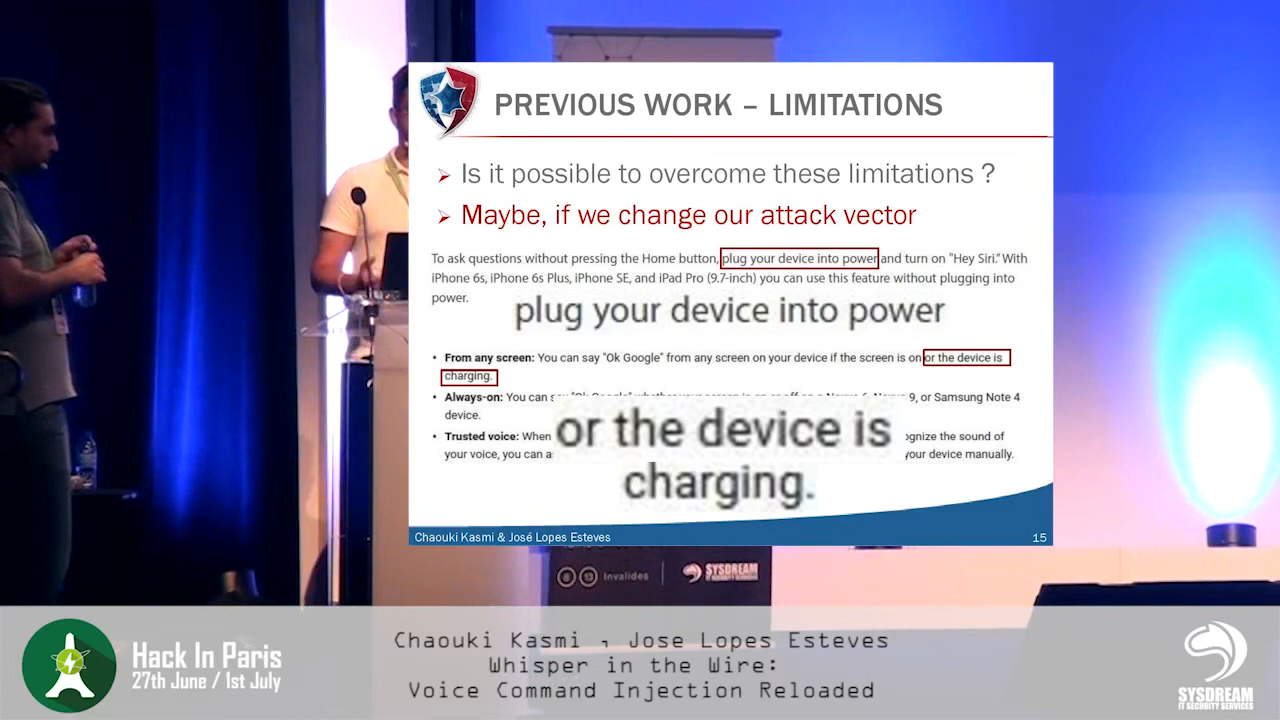 PREVIOUS WORK – LIMITATIONS
Is it possible to overcome these limitations ?
Maybe, if we change our attack vector
To ask questions without pressing the Home button, plug your device into power and turn on "Hey Siri." With
iPhone 6s, iPhone 6s Plus, iPhone SE, and iPad Pro (9.7-inch) you can use this feature without plugging into
power.
plug your device into power
• From any screen: You can say "Ok Google" from any screen on your device if the screen is on or the device is
charging.
• Always-on: You can 9, or Samsung Note 4
device.
or the device is
charging.
• Trusted voice: When ognize the sound of
your voice, you can a your device manually.
Chaouki Kasmi & José Lopes Esteves
15
8 13 Invalides
SYSDREAM
IT SECURITY SERVICES
Hack In Paris
27th June / 1st July
Chaouki Kasmi , Jose Lopes Esteves
Whisper in the Wire:
Voice Command Injection Reloaded
SYSDREAM
IT SECURITY SERVICES